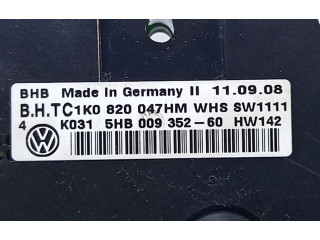 BHB Made in Germany II 11.09.08
B.H.TC1K0 820 047HM WHS SW1111
4 K031 5HB 009 352-60 HW142